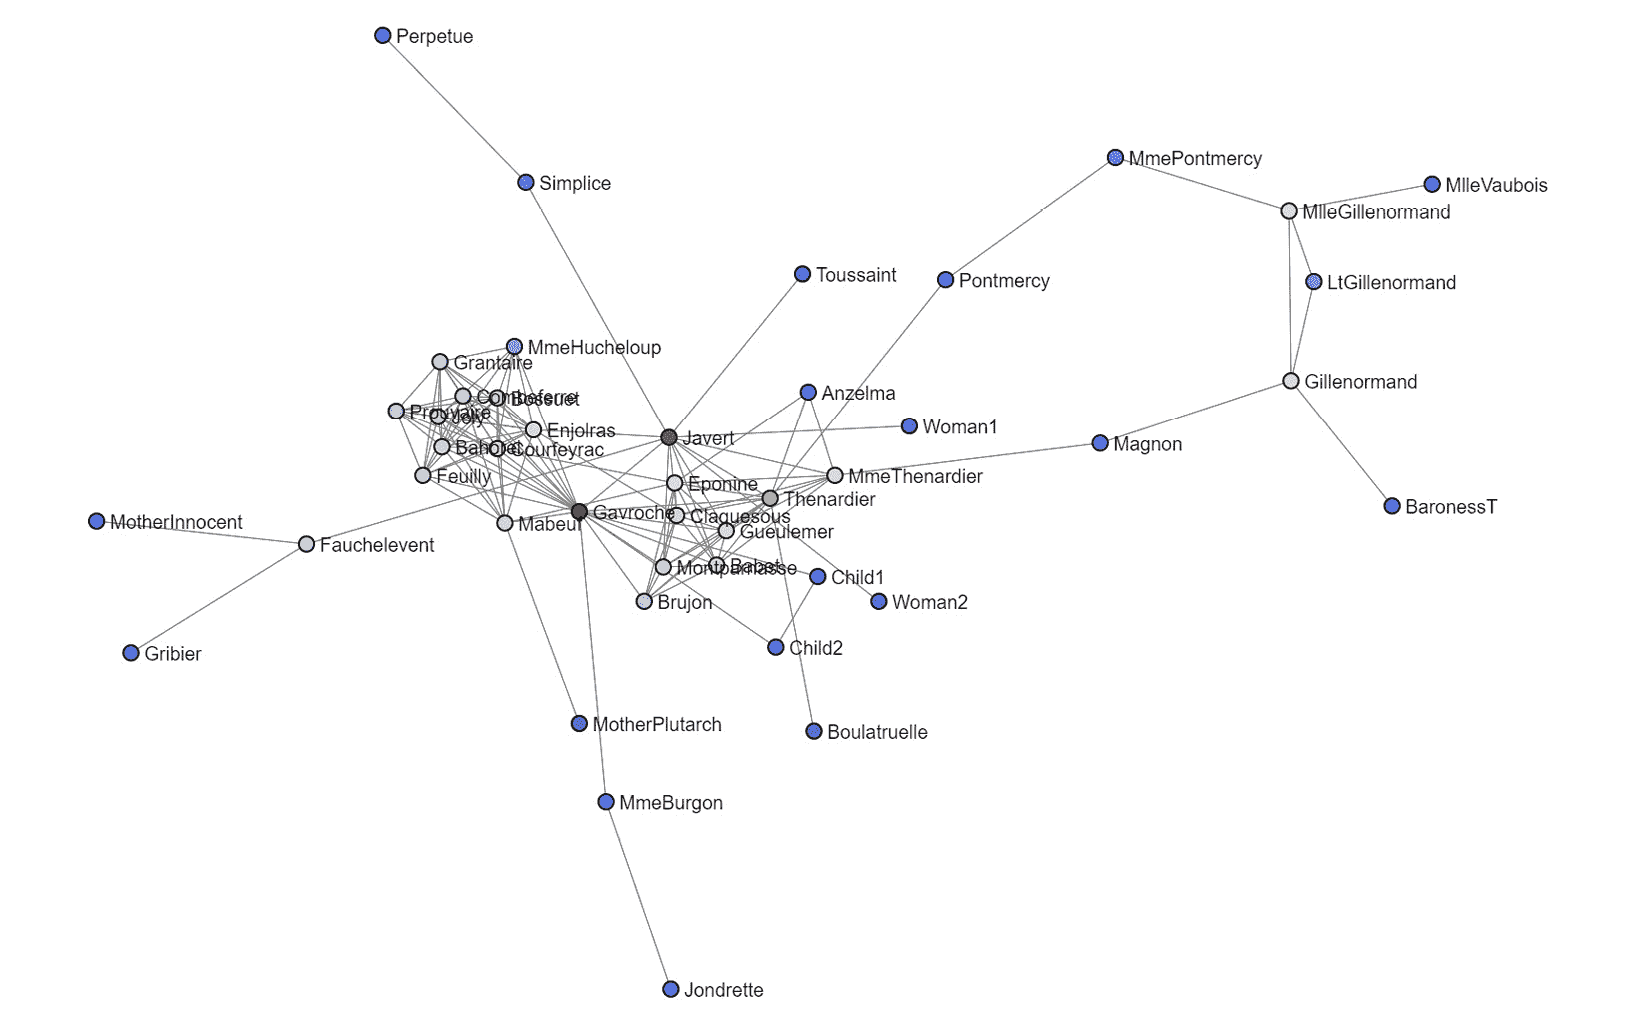 Perpetue
MmePontmercy
Simplice
MlleVaubois
MlleGillenormand
Toussaint
Pontmercy
LtGillenormand
MmeHucheloup
Grantaire
Gillenormand
Anzelma
Combeferre
Bossuet
Prouvaire
Joly
Woman1
Enjolras
Javert
Magnon
Bahorel
Courfeyrac
Feuilly
MmeThenardier
Eponine
Thenardier
BaronessT
Gavroche
Claquesous
MotherInnocent
Mabeuf
Gueulemer
Fauchelevent
Babet
Montparnasse
Child1
Brujon
Woman2
Child2
Gribier
MotherPlutarch
Boulatruelle
MmeBurgon
Jondrette